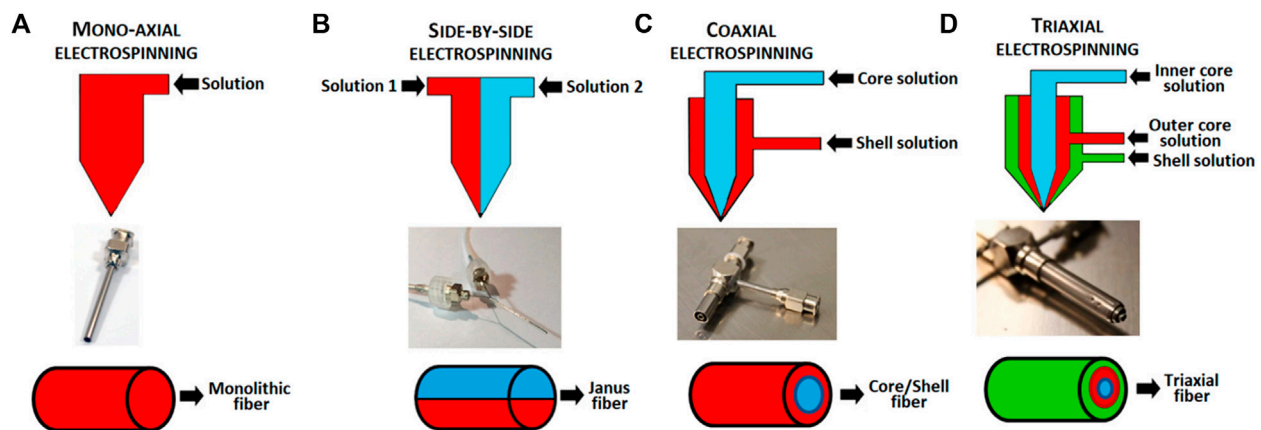 A
MONO-AXIAL
ELECTROSPINNING
Solution
Monolithic
fiber
B
SIDE-BY-SIDE
ELECTROSPINNING
Solution 1
Solution 2
Janus
fiber
C
COAXIAL
ELECTROSPINNING
Core solution
Shell solution
Core/Shell
fiber
D
TRIAXIAL
ELECTROSPINNING
Inner core
solution
Outer core
solution
Shell solution
Triaxial
fiber